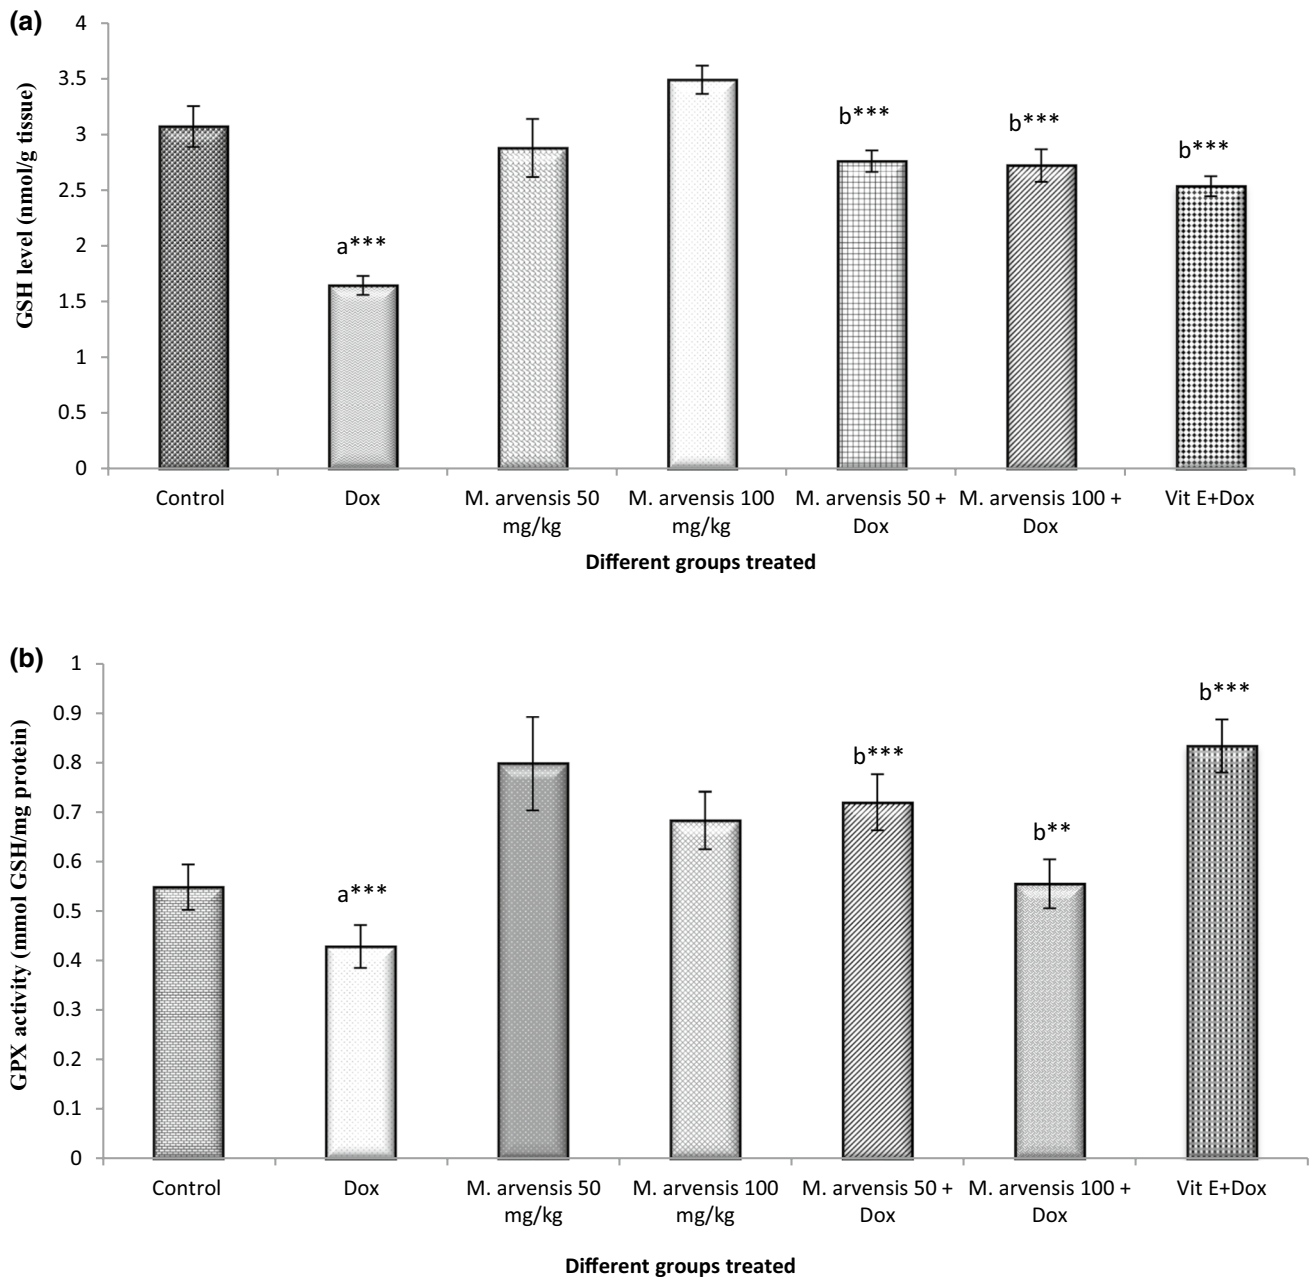 (a)
GSH level (nmol/g tissue)
4
3.5
3
2.5
2
1.5
1
0.5
0
a***
b***
b***
b***
Control
Dox
M. arvensis 50
mg/kg
M. arvensis 100
mg/kg
M. arvensis 50 +
Dox
M. arvensis 100 +
Dox
Vit E+Dox
Different groups treated
(b)
GPX activity (mmol GSH/mg protein)
1
0.9
0.8
0.7
0.6
0.5
0.4
0.3
0.2
0.1
0
a***
b***
b**
b***
Control
Dox
M. arvensis 50
mg/kg
M. arvensis 100
mg/kg
M. arvensis 50 +
Dox
M. arvensis 100 +
Dox
Vit E+Dox
Different groups treated